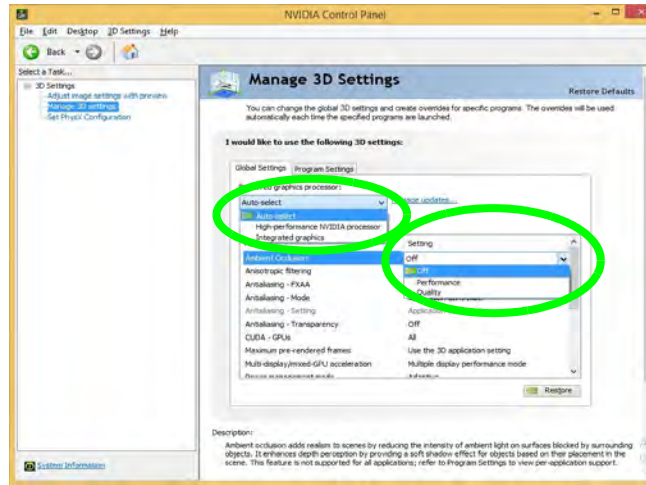 NVIDIA Control Panel
File Edit Desktop 3D Settings Help
Back
Select a Task...
3D Settings
Adjust image settings with preview
Manage 3D settings
Set PhysX Configuration
System Information
Manage 3D Settings
Restore Defaults
You can change the global 3D settings and create overrides for specific programs. The overrides will be used
automatically each time the specified programs are launched.
I would like to use the following 3D settings:
Global Settings Program Settings
graphics processor:
Auto-select
updates...
Auto-select
High-performance NVIDIA processor
Integrated graphics
Setting
Ambient Occlusion Off
Off
Performance
Quality
Anisotropic filtering
Antialiasing - FXAA
Antialiasing - Mode
Antialiasing - Setting Application
Antialiasing - Transparency Off
CUDA - GPUs All
Maximum pre-rendered frames Use the 3D application setting
Multi-display/mixed-GPU acceleration Multiple display performance mode
Power management mode Adaptive
Restore
Description:
Ambient occlusion adds realism to scenes by reducing the intensity of ambient light on surfaces blocked by surrounding
objects. It enhances depth perception by providing a soft shadow effect for objects based on their placement in the
scene. This feature is not supported for all applications; refer to Program Settings to view per-application support.